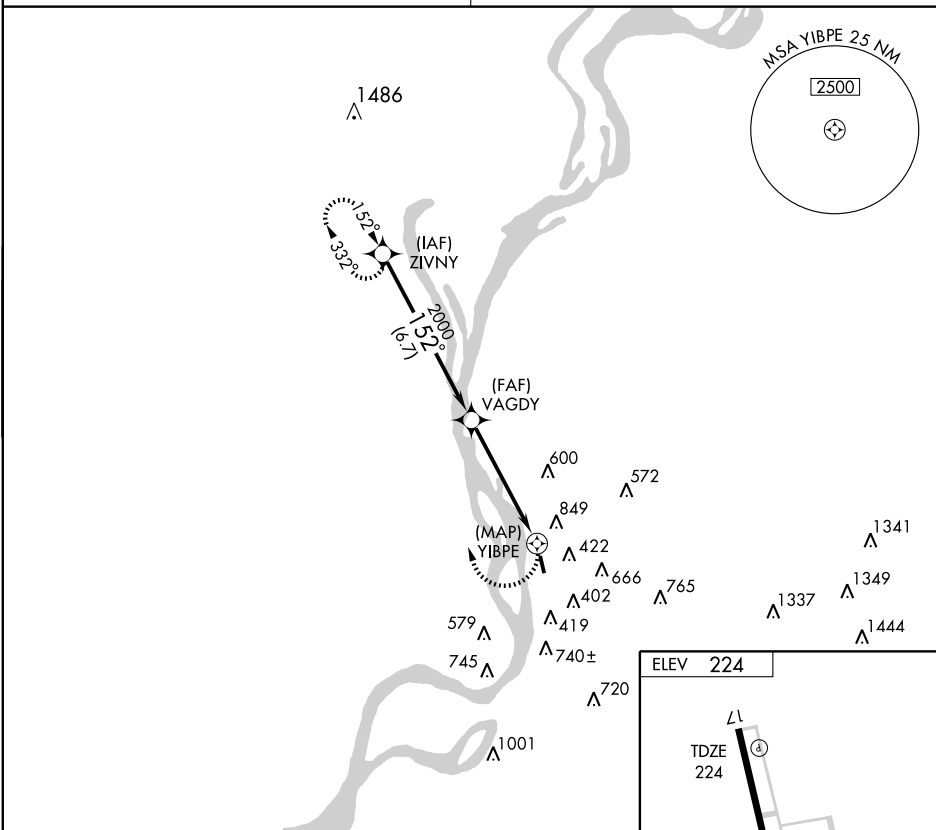 MSA YIBPE 25 NM
2500
1486
152°
332°
(IAF)
ZIVNY
2000
152°
(6.7)
(FAF)
VAGDY
600
572
849
(MAP)
YIBPE
422
1341
666
402
765
1349
1337
419
579
1444
740±
745
ELEV 224
720
17
1001
TDZE
224
P